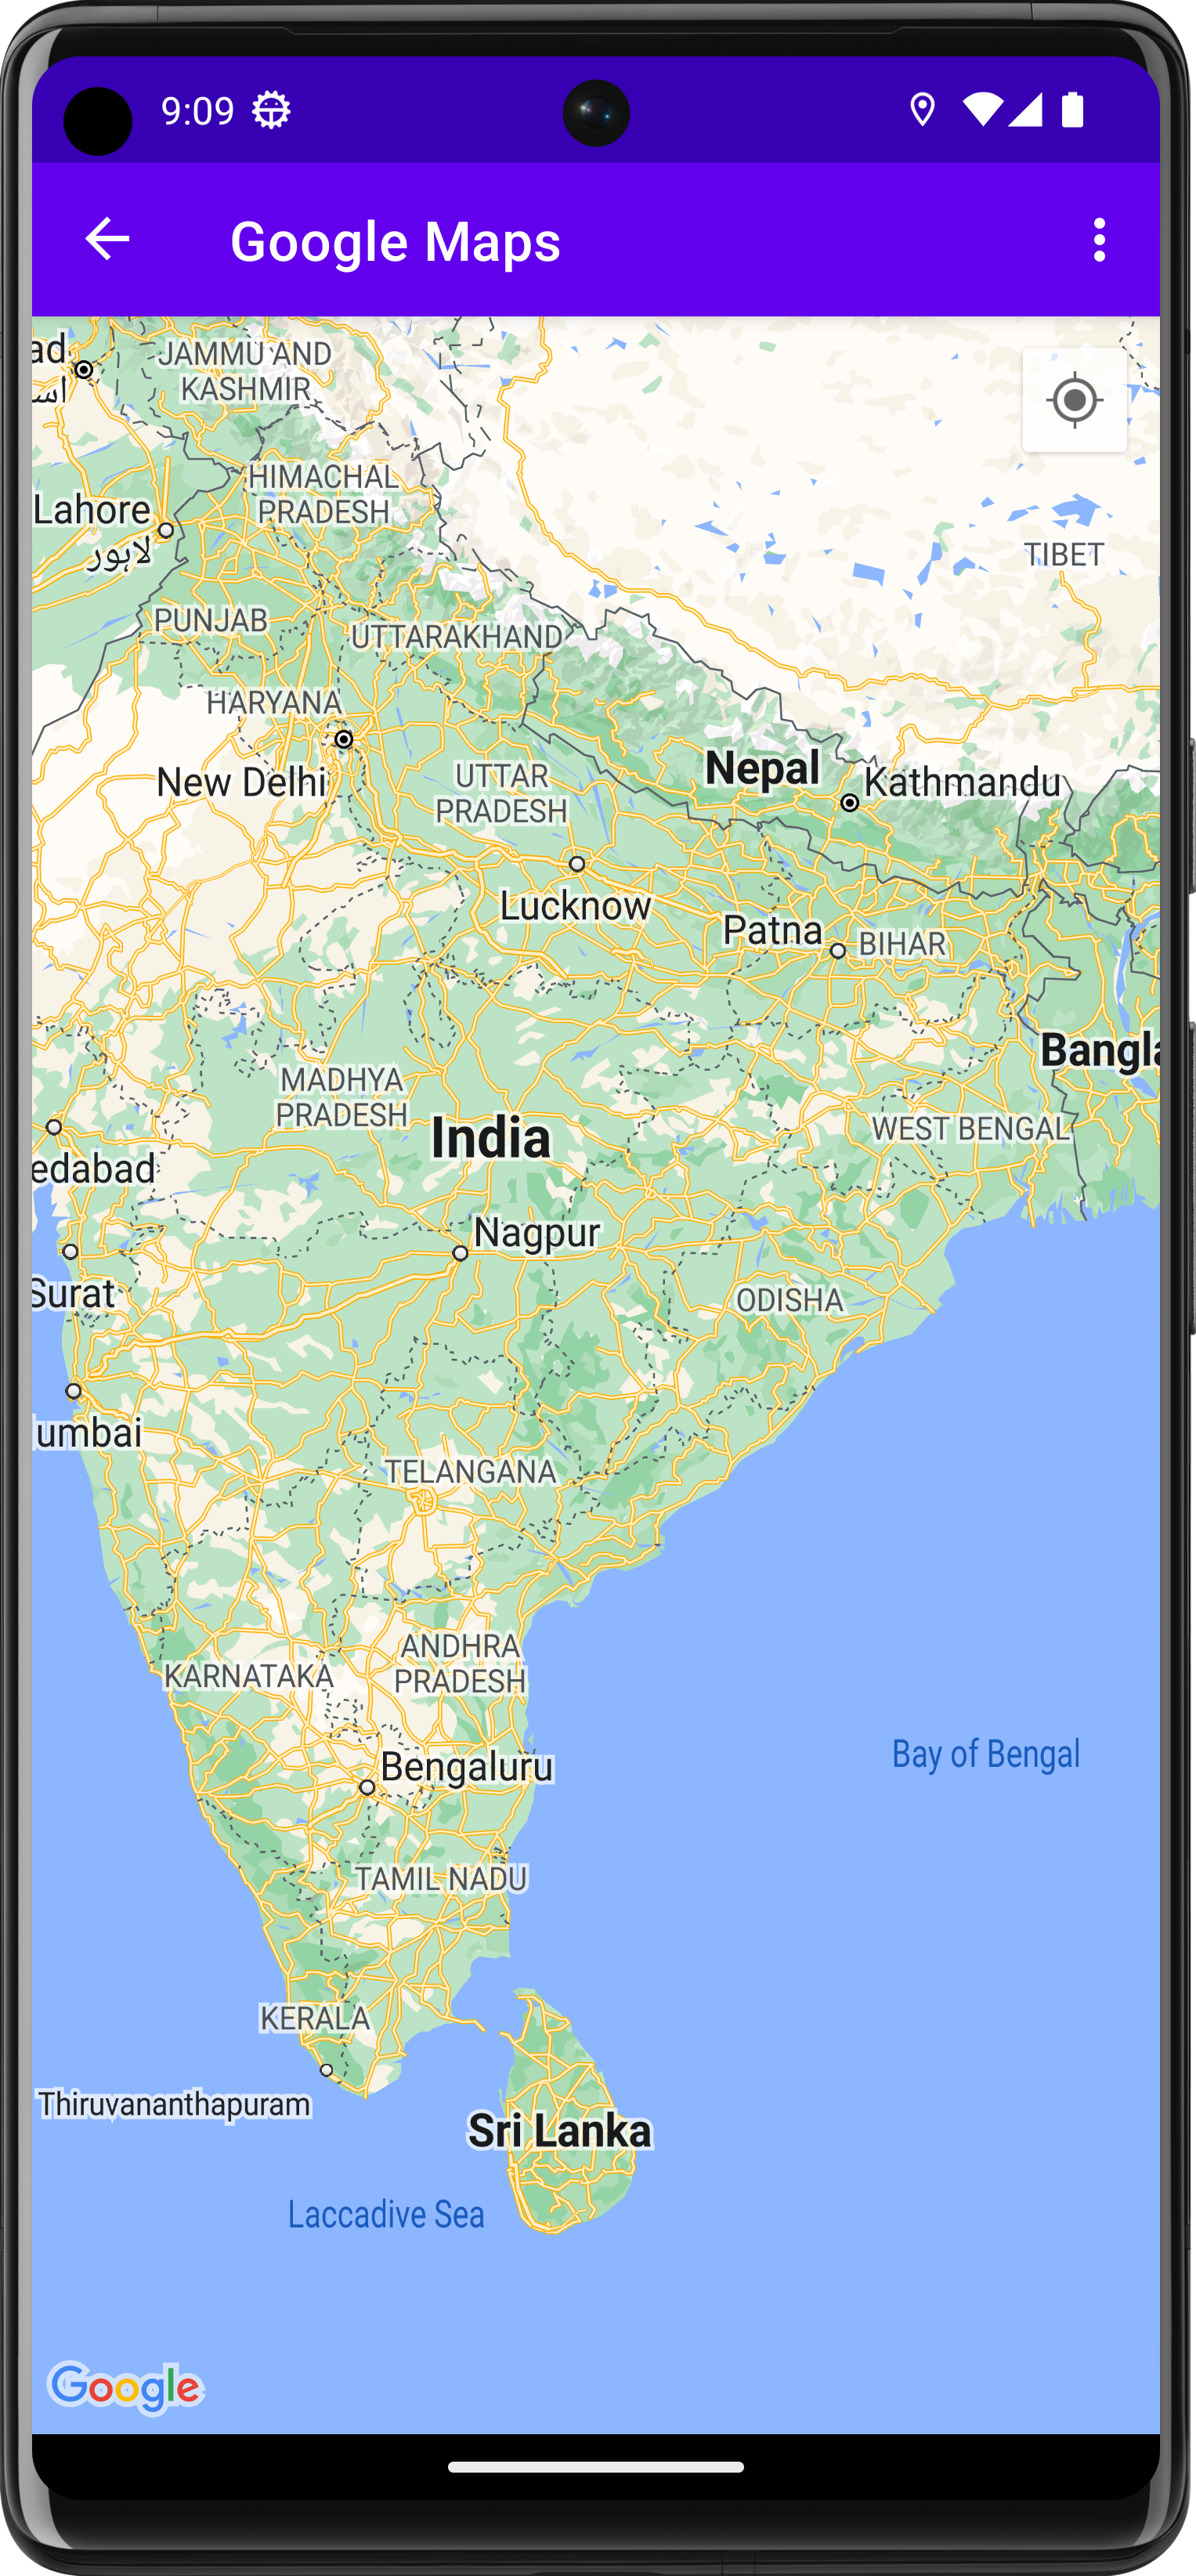 9:09
Google Maps
JAMMU AND
KASHMIR
ad
HIMACHAL
PRADESH
Lahore
لاہور
TIBET
PUNJAB
UTTARAKHAND
HARYANA
New Delhi
UTTAR
PRADESH
Nepal
Kathmandu
Lucknow
Patna
BIHAR
Bangla
MADHYA
PRADESH
India
WEST BENGAL
edabad
Nagpur
Surat
ODISHA
umbai
TELANGANA
ANDHRA
PRADESH
KARNATAKA
Bay of Bengal
Bengaluru
TAMIL NADU
KERALA
Thiruvananthapuram
Sri Lanka
Laccadive Sea
Google